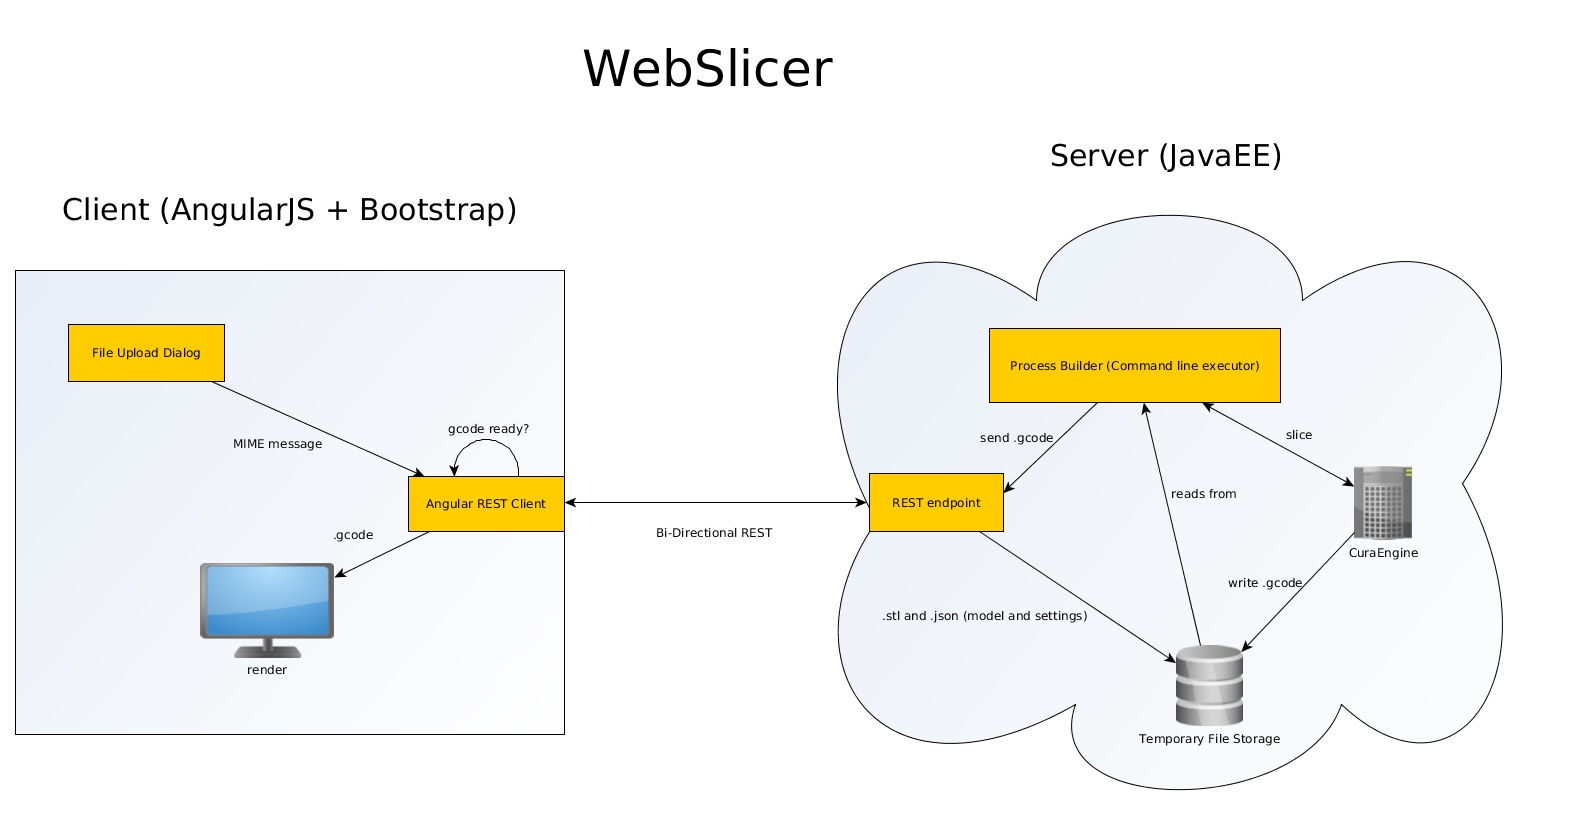 WebSlicer
Server (JavaEE)
Client (AngularJS + Bootstrap)
File Upload Dialog
Process Builder (Command line executor)
gcode ready?
MIME message
send .gcode
slice
reads from
Angular REST Client
REST endpoint
Bi-Directional REST
.gcode
CuraEngine
write .gcode
.stl and .json (model and settings)
render
Temporary File Storage